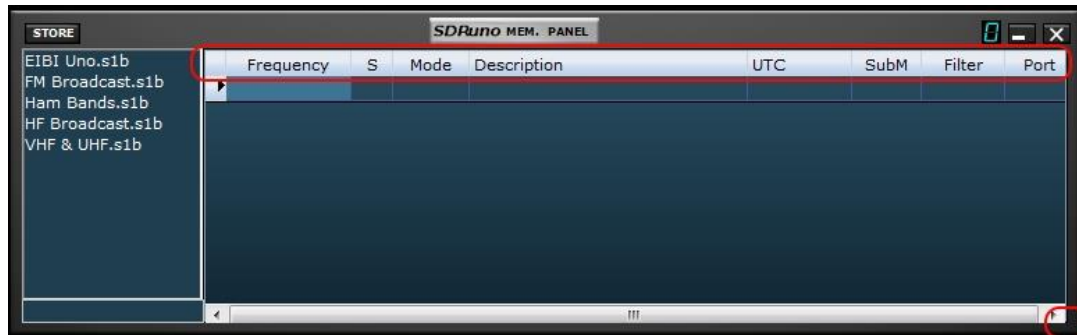 STORE
SDRuno MEM. PANEL
0
EIBI Uno.s1b
FM Broadcast.s1b
Ham Bands.s1b
HF Broadcast.s1b
VHF & UHF.s1b
Frequency S Mode Description UTC SubM Filter Port